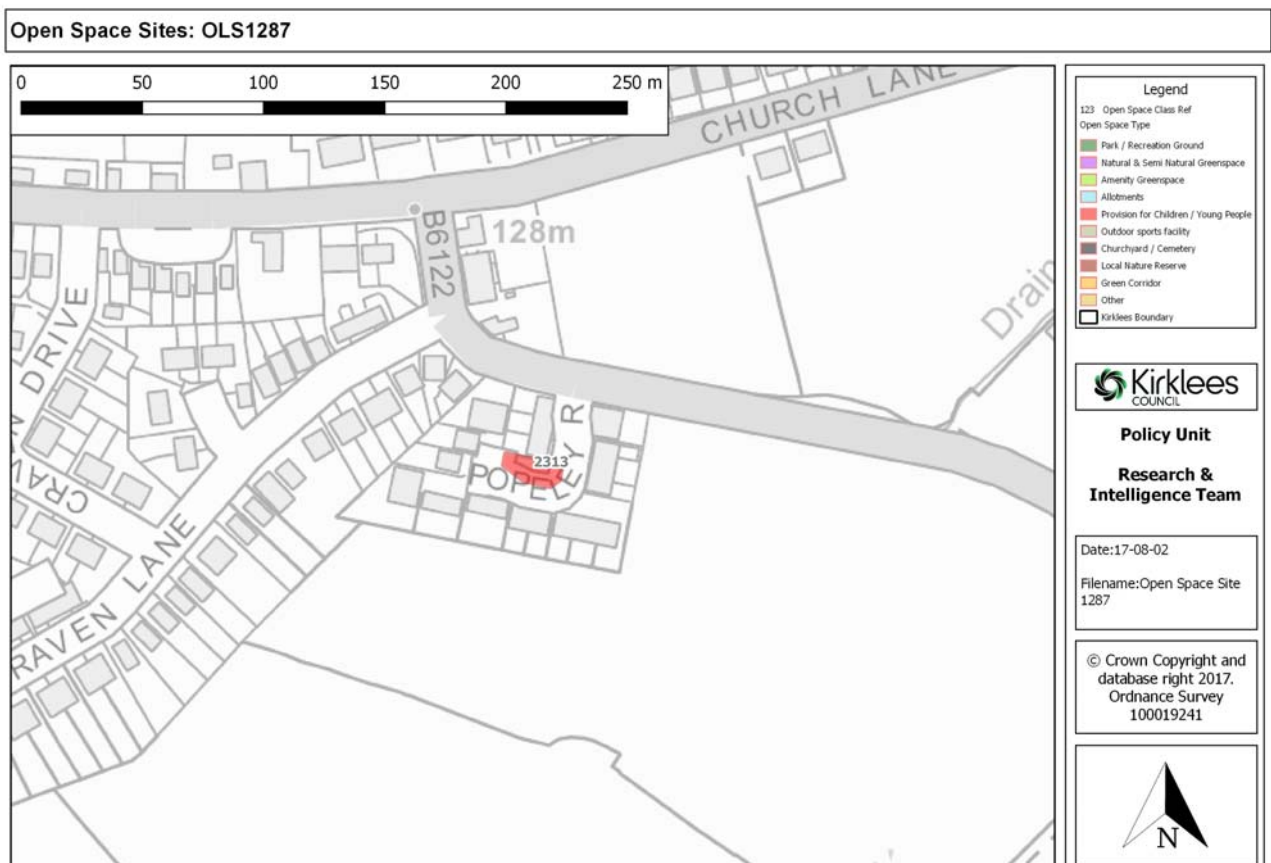 Open Space Sites: OLS1287
0 50 100 150 200 250 m
CHURCH LANE
B6122
128m
Drain
DRIVE
CRAV
RAVEN LANE
POPELEY R
2313
Legend
123 Open Space Class Ref
Open Space Type
Park / Recreation Ground
Natural & Semi Natural Greenspace
Amenity Greenspace
Allotments
Provision for Children / Young People
Outdoor sports facility
Churchyard / Cemetery
Local Nature Reserve
Green Corridor
Other
Kirklees Boundary
Kirklees
COUNCIL
Policy Unit
Research &
Intelligence Team
Date:17-08-02
Filename:Open Space Site
1287
© Crown Copyright and
database right 2017.
Ordnance Survey
100019241
N